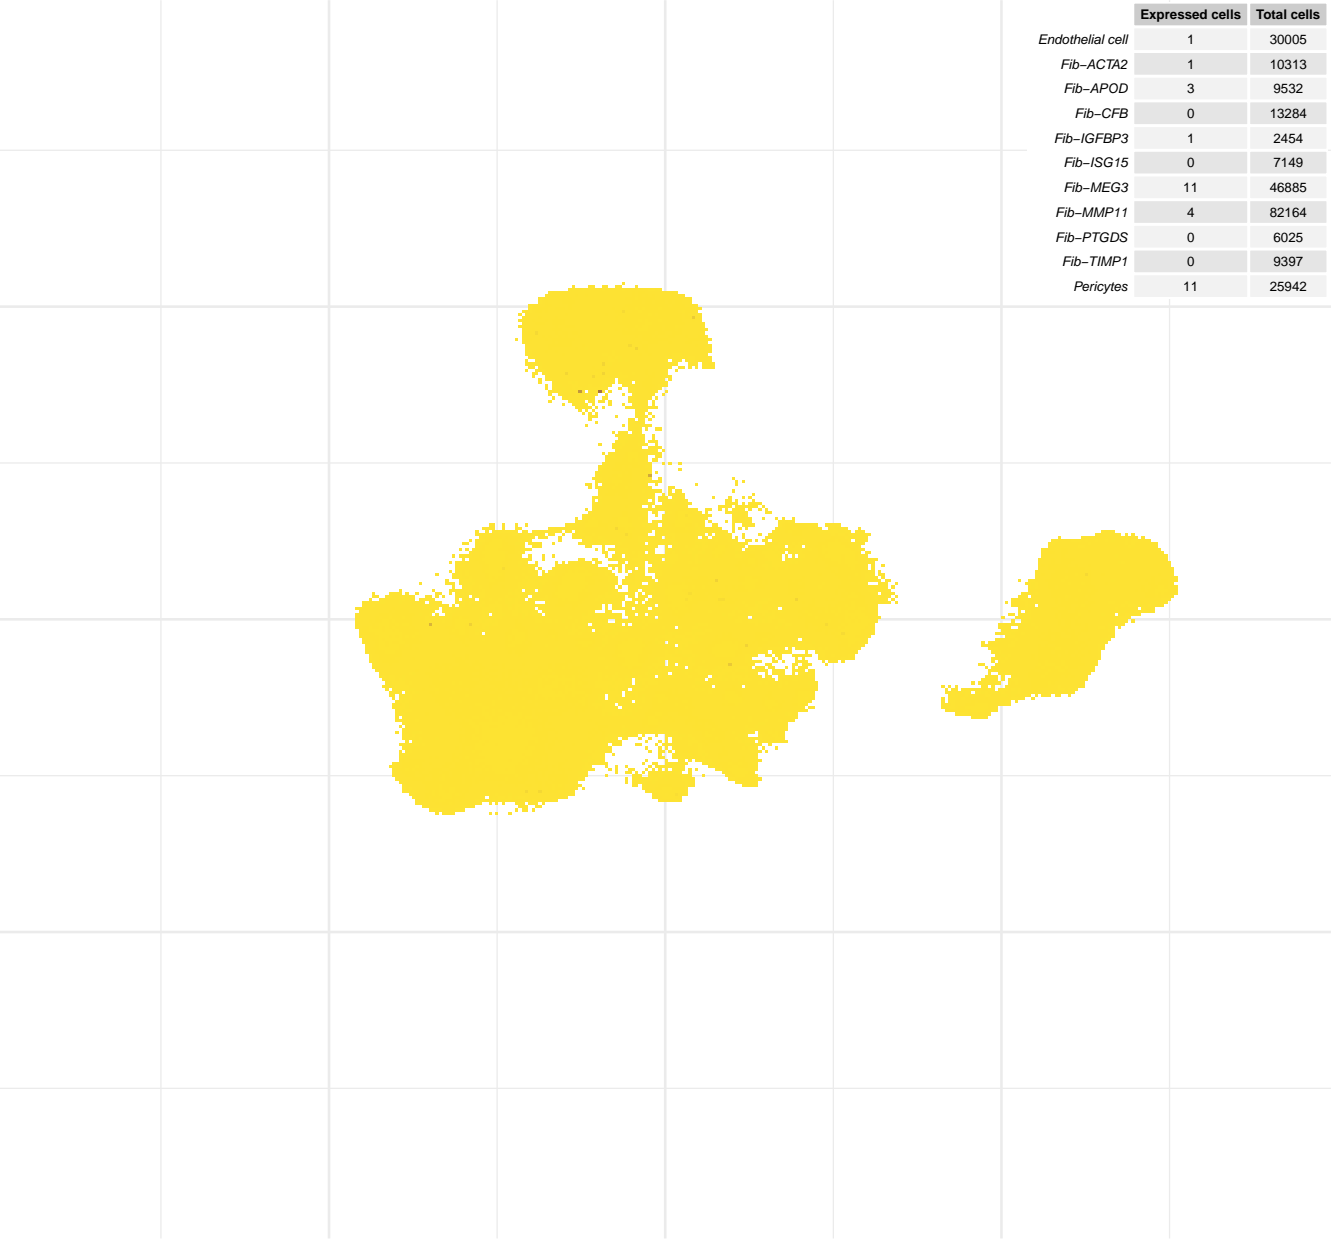 Expressed cells Total cells
Endothelial cell 1 30005
Fib−ACTA2 1 10313
Fib−APOD 3 9532
Fib−CFB 0 13284
Fib−IGFBP3 1 2454
Fib−ISG15 0 7149
Fib−MEG3 11 46885
Fib−MMP11 4 82164
Fib−PTGDS 0 6025
Fib−TIMP1 0 9397
Pericytes 11 25942